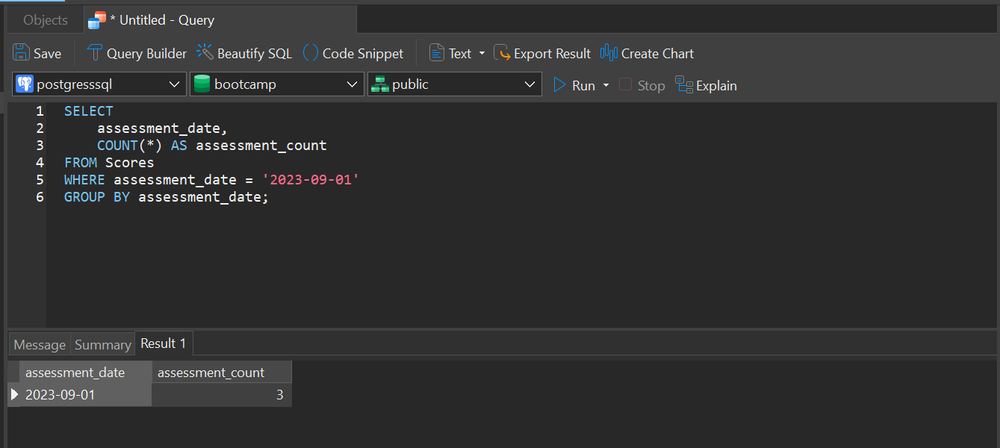 Objects * Untitled - Query
Save Query Builder Beautify SQL Code Snippet Text Export Result Create Chart
postgresssql bootcamp public Run Stop Explain
1 SELECT
2 assessment_date,
3 COUNT(*) AS assessment_count
4 FROM Scores
5 WHERE assessment_date = '2023-09-01'
6 GROUP BY assessment_date;
Message Summary Result 1
assessment_date assessment_count
2023-09-01 3